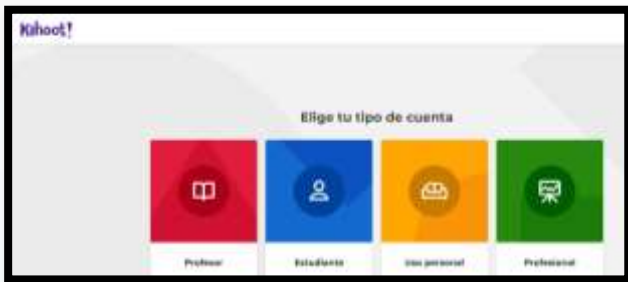 Kahoot!
Elige tu tipo de cuenta
Profesor
Estudiante
Uso personal
Profesional